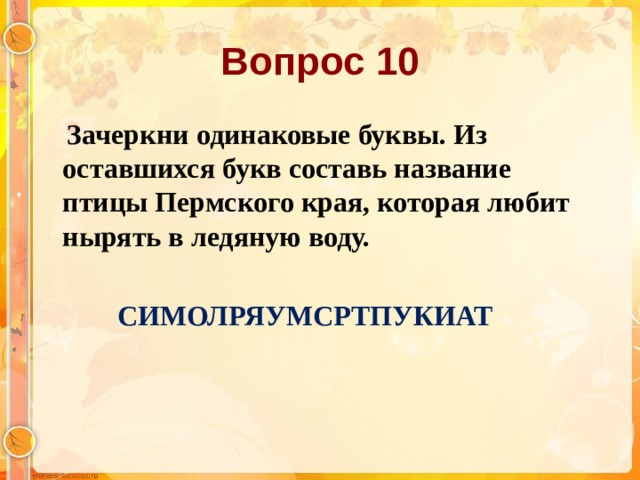 Вопрос 10
Зачеркни одинаковые буквы. Из
оставшихся букв составь название
птицы Пермского края, которая любит
нырять в ледяную воду.
СИМОЛРЯУМСРТПУКИАТ